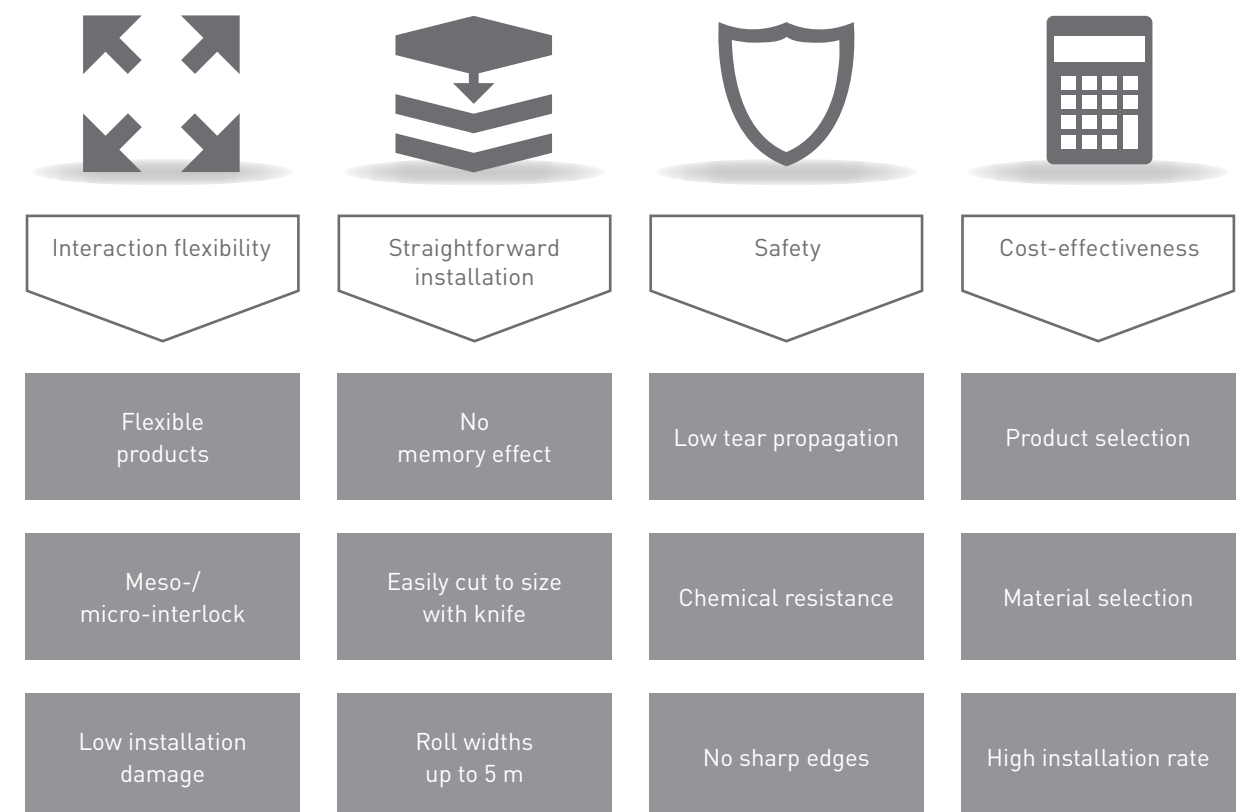 Interaction flexibility
Straightforward
installation
Safety
Cost-effectiveness
Flexible
products
No
memory effect
Low tear propagation
Product selection
Meso-/
micro-interlock
Easily cut to size
with knife
Chemical resistance
Material selection
Low installation
damage
Roll widths
up to 5 m
No sharp edges
High installation rate